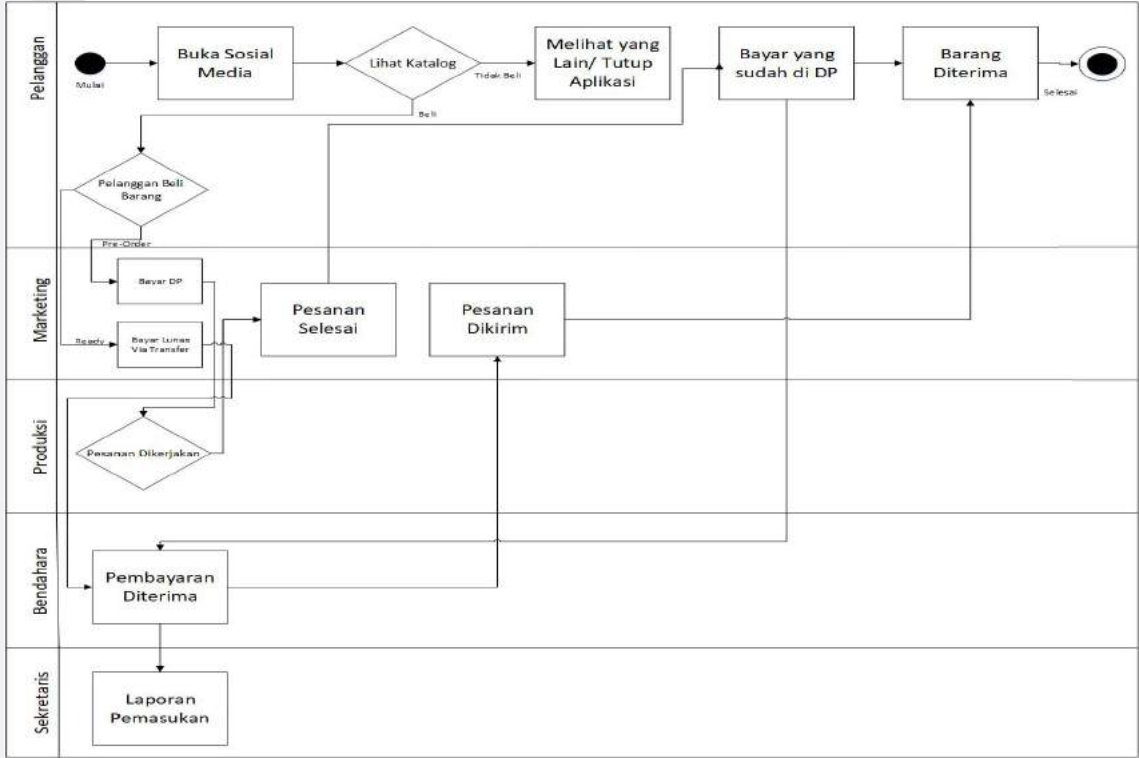 Pelanggan
Mulai
Buka Sosial
Media
Lihat Katalog
Tidak Beli
Beli
Melihat yang
Lain/ Tutup
Aplikasi
Bayar yang
sudah di DP
Barang
Diterima
Selesai
Pelanggan Beli
Barang
Pre-Order
Marketing
Bayar DP
Ready
Bayar Lunas
Via Transfer
Pesanan
Selesai
Pesanan
Dikirim
Produksi
Pesanan Dikerjakan
Bendahara
Pembayaran
Diterima
Sekretaris
Laporan
Pemasukan